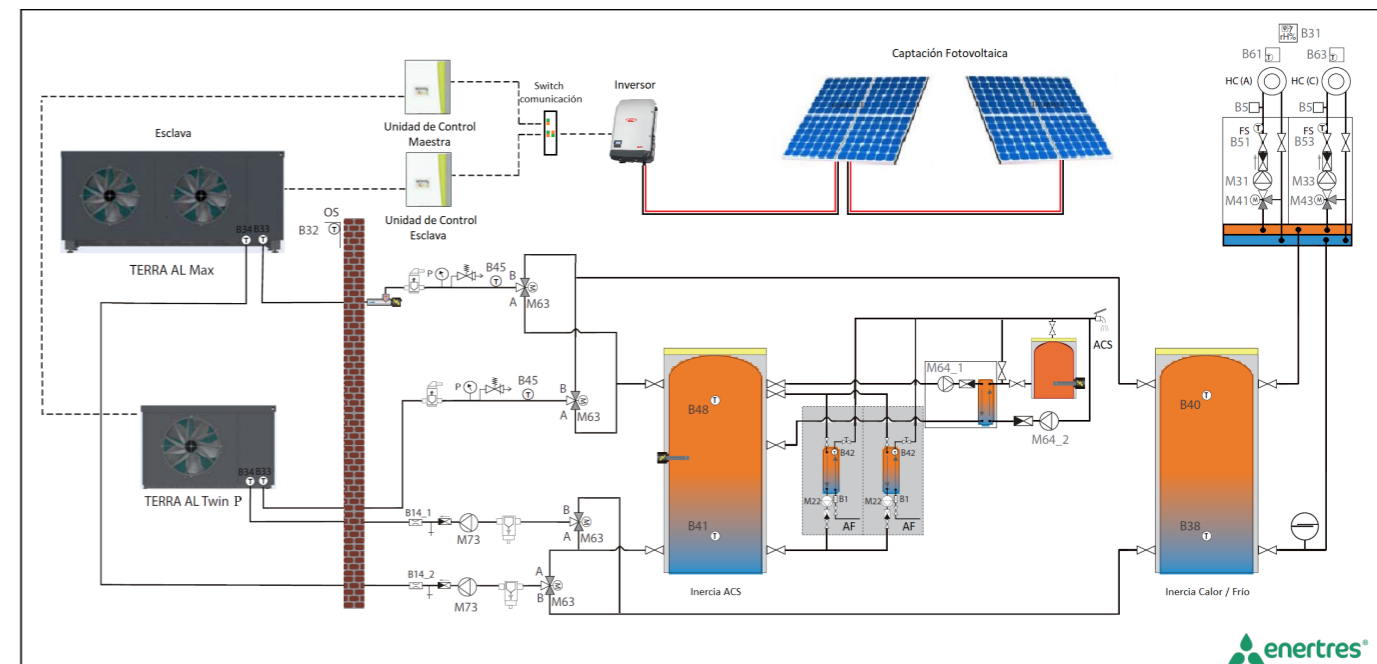 Captación Fotovoltaica
φ,γ
rH%
B31
B61
T
B63
T
HC (A)
HC (C)
B5
B5
FS
T
B51
FS
T
B53
M31
M33
M41
M
M43
M
Switch
comunicación
Inversor
Unidad de Control
Maestra
Unidad de Control
Esclava
Esclava
B34
B33
T
T
TERRA AL Max
OS
B32
T
P
B45
T
B
A
M
M63
P
B45
T
B
A
M
M63
B34
B33
T
T
TERRA AL Twin P
B14_1
M73
B
A
M
M63
B14_2
M73
A
B
M
M63
B48
T
B41
T
Inercia ACS
M64_1
M64_2
ACS
T
B42
M22
B1
AF
T
B42
M22
B1
AF
B40
T
B38
T
Inercia Calor / Frío
enertres®